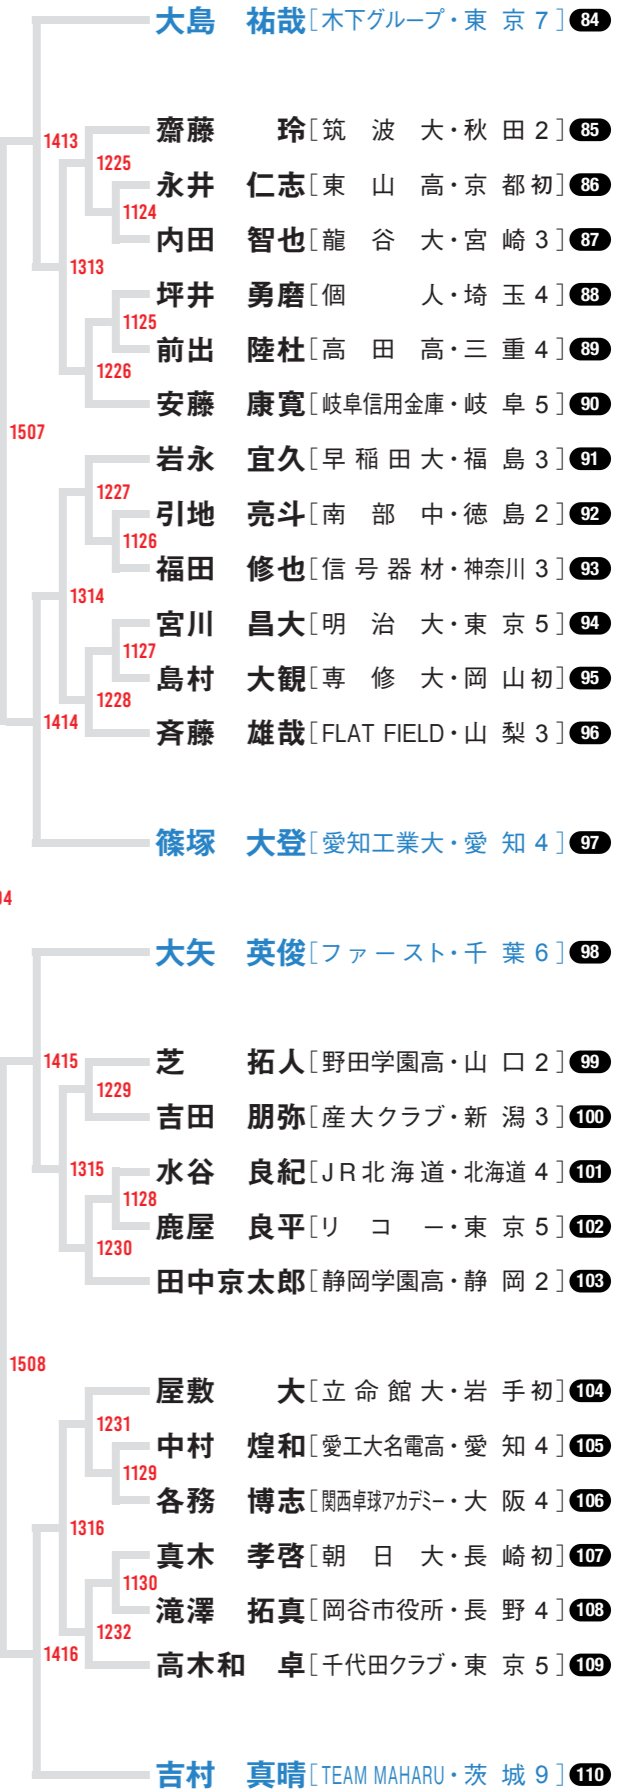 大島 祐哉[木下グループ・東京7] 84
1413
齋藤 玲[筑波大・秋田2] 85
1225
永井 仁志[東山高・京都初] 86
1124
内田 智也[龍谷大・宮崎3] 87
1313
坪井 勇磨[個人・埼玉4] 88
1125
前出 陸杜[高田高・三重4] 89
1226
安藤 康寛[岐阜信用金庫・岐阜5] 90
1507
岩永 宜久[早稲田大・福島3] 91
1227
引地 亮斗[南部中・徳島2] 92
1126
福田 修也[信号器材・神奈川3] 93
1314
宮川 昌大[明治大・東京5] 94
1127
島村 大観[専修大・岡山初] 95
1228
1414
斉藤 雄哉[FLAT FIELD・山梨3] 96
篠塚 大登[愛知工業大・愛知4] 97
大矢 英俊[ファースト・千葉6] 98
1415
芝 拓人[野田学園高・山口2] 99
1229
吉田 朋弥[産大クラブ・新潟3] 100
1315
水谷 良紀[JR北海道・北海道4] 101
1128
鹿屋 良平[リコー・東京5] 102
1230
田中京太郎[静岡学園高・静岡2] 103
1508
屋敷 大[立命館大・岩手初] 104
1231
中村 煌和[愛工大名電高・愛知4] 105
1129
各務 博志[関西卓球アカデミー・大阪4] 106
1316
真木 孝啓[朝日大・長崎初] 107
1130
滝澤 拓真[岡谷市役所・長野4] 108
1232
1416
高木和 卓[千代田クラブ・東京5] 109
吉村 真晴[TEAM MAHARU・茨城9] 110